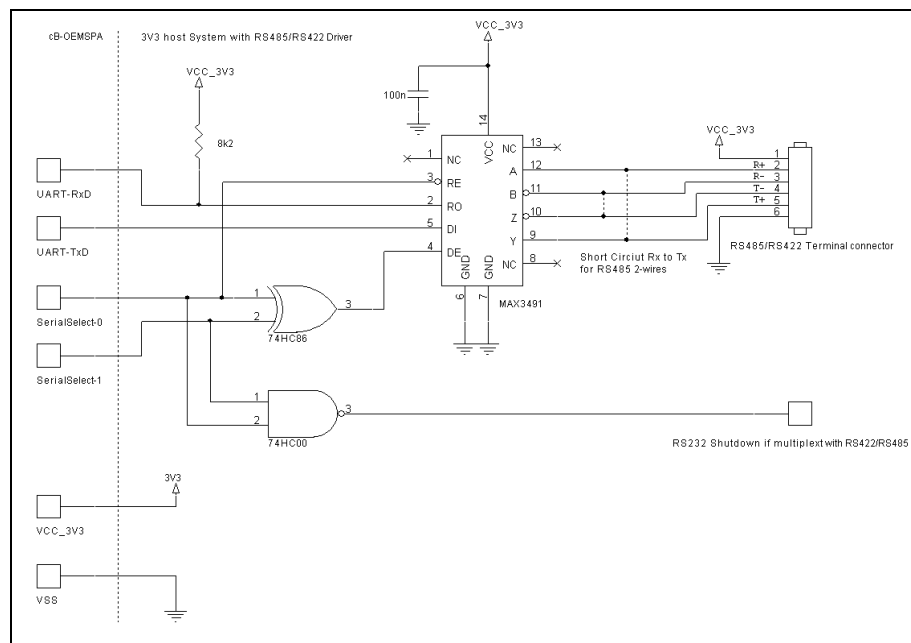 cB-OEMSPA
3V3 host System with RS485/RS422 Driver
VCC_3V3
VCC_3V3
100n
8k2
14
VCC
VCC_3V3
1
NC
NC
13
A
12
3
RE
B
11
2
RO
Z
10
5
DI
Y
9
4
DE
NC
8
GND
GND
6
7
MAX3491
R+
R-
T-
T+
1
2
3
4
5
6
RS485/RS422 Terminal connector
Short Circiut Rx to Tx
for RS485 2-wires
UART-RxD
UART-TxD
SerialSelect-0
SerialSelect-1
1
2
3
74HC86
1
2
3
74HC00
RS232 Shutdown if multiplext with RS422/RS485
3V3
VCC_3V3
VSS